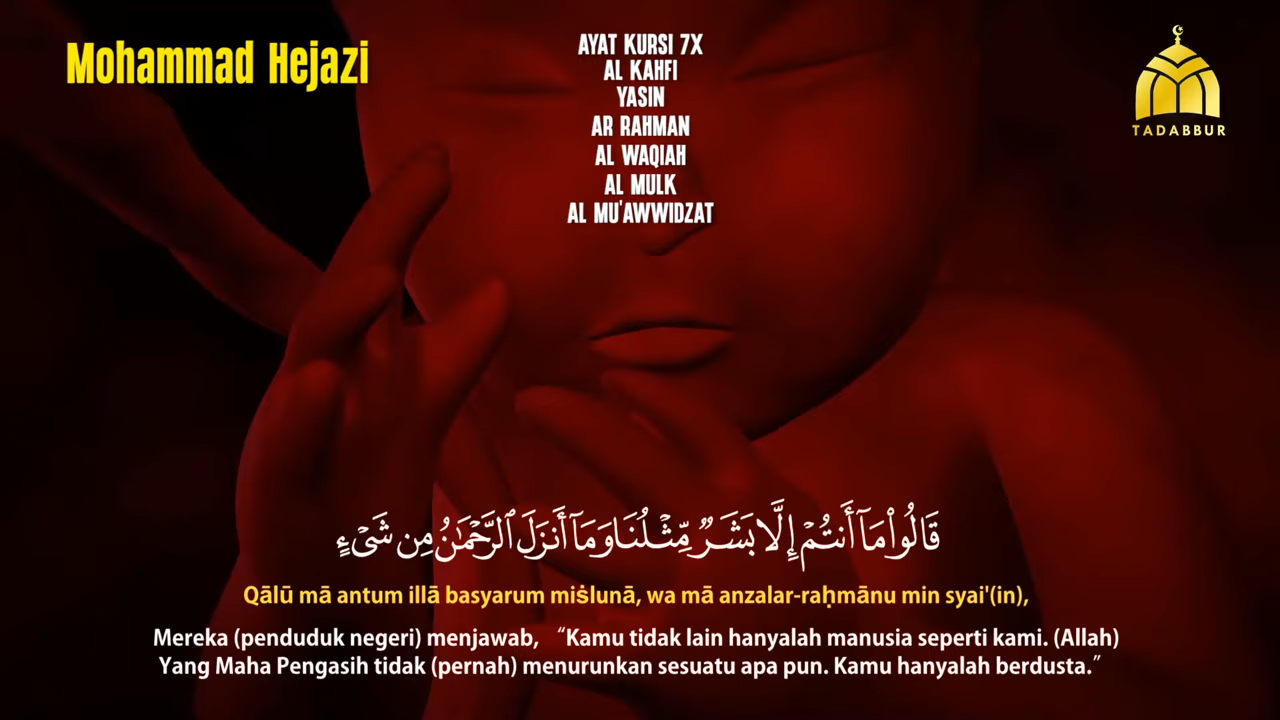 Mohammad Hejazi
AYAT KURSI 7X
AL KAHFI
YASIN
AR RAHMAN
AL WAQIAH
AL MULK
AL MU'AWWIDZAT
TADABBUR
قَالُوا۟ مَآ أَنتُمْ إِلَّا بَشَرٌ مِّثْلُنَا وَمَآ أَنزَلَ ٱلرَّحْمَـٰنُ مِن شَىْءٍ
Qālū mā antum illā basyarum miṡlunā, wa mā anzalar-raḥmānu min syai'(in),
Mereka (penduduk negeri) menjawab, “Kamu tidak lain hanyalah manusia seperti kami. (Allah)
Yang Maha Pengasih tidak (pernah) menurunkan sesuatu apa pun. Kamu hanyalah berdusta.”